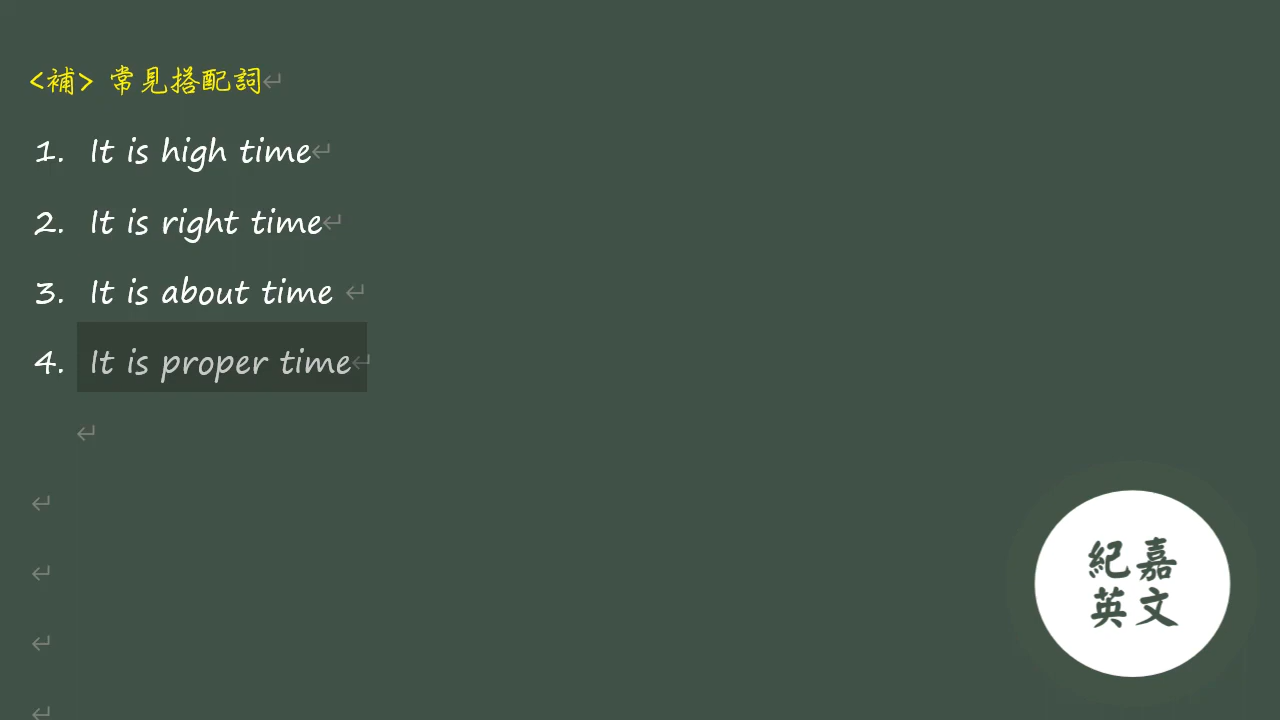 <補> 常見搭配詞
1. It is high time
2. It is right time
3. It is about time
4. It is proper time
紀嘉
英文